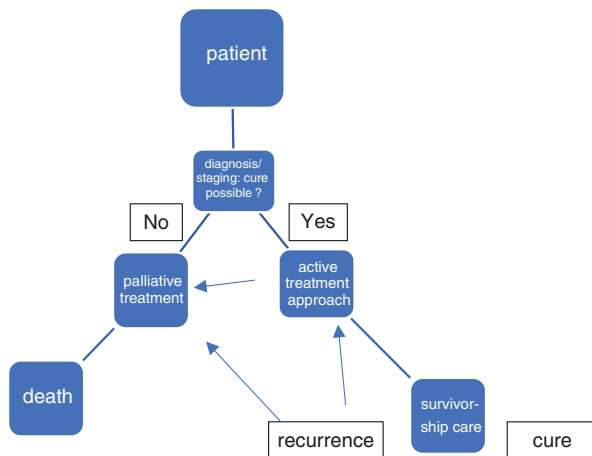 patient
diagnosis/
staging: cure
possible ?
No
Yes
palliative
treatment
active
treatment
approach
death
survivor-
ship care
recurrence
cure